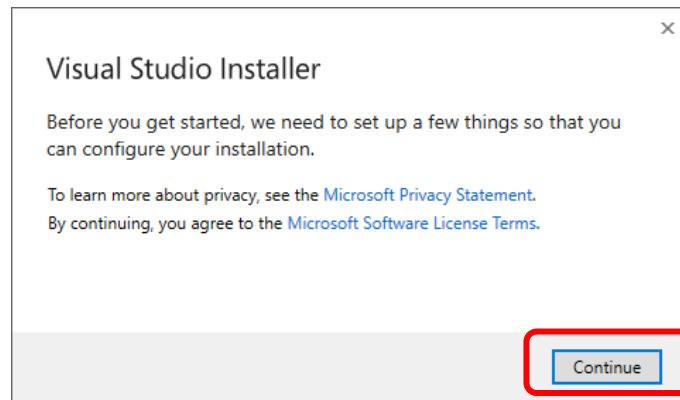 Visual Studio Installer
Before you get started, we need to set up a few things so that you
can configure your installation.
To learn more about privacy, see the Microsoft Privacy Statement.
By continuing, you agree to the Microsoft Software License Terms.
Continue